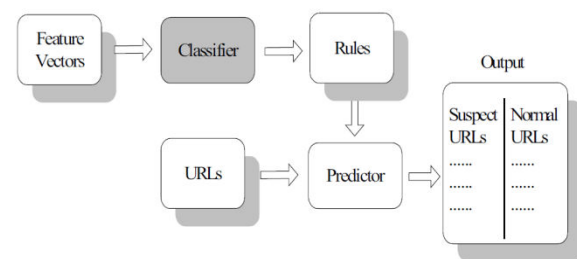 Feature
Vectors
Classifier
Rules
Output
Suspect
URLs
......
......
......
Normal
URLs
......
......
......
URLs
Predictor